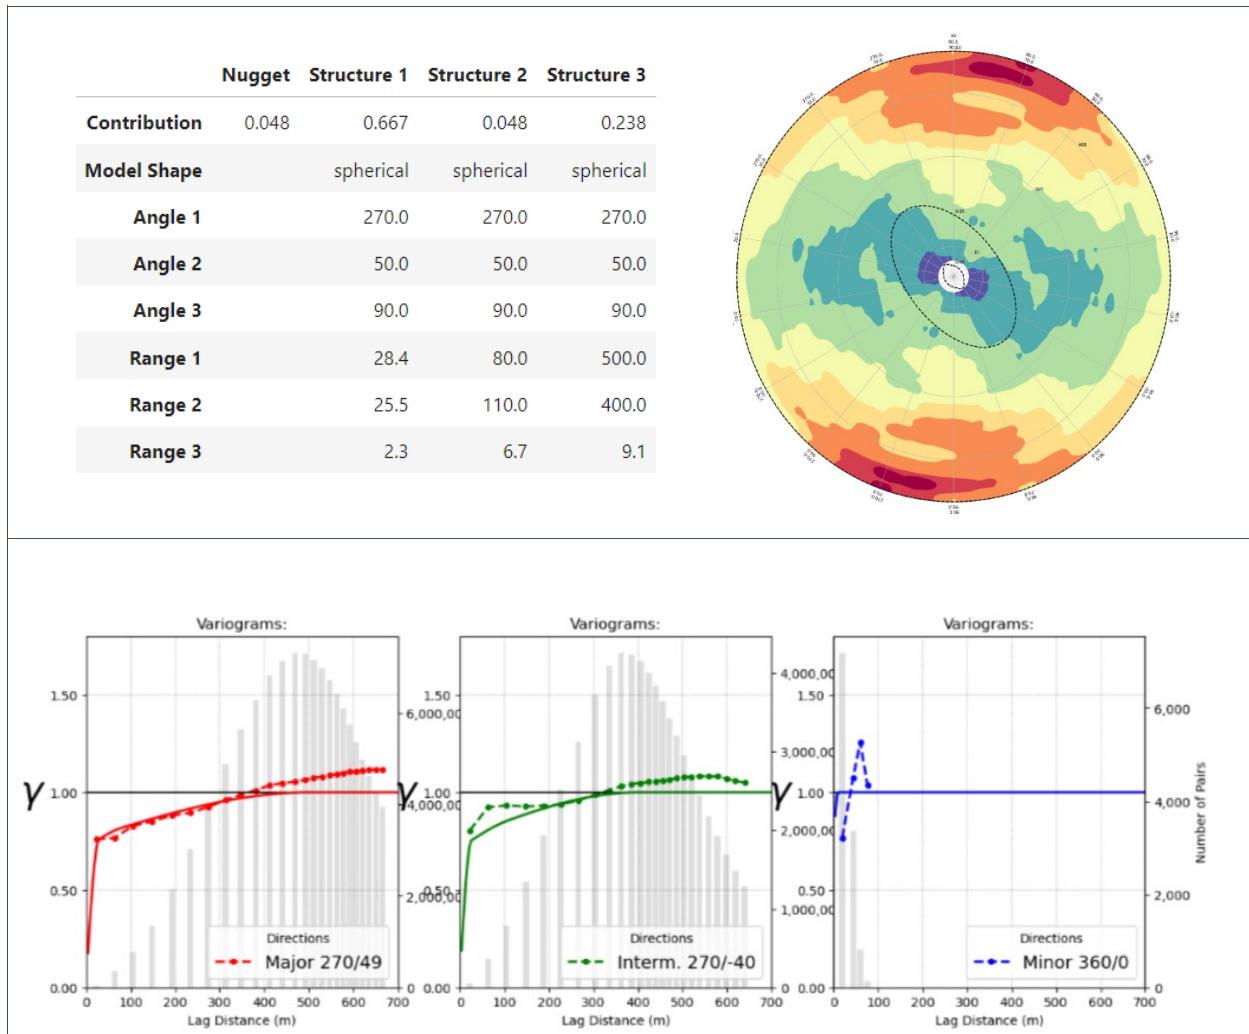 Nugget Structure 1 Structure 2 Structure 3
Contribution 0.048 0.667 0.048 0.238
Model Shape spherical spherical spherical
Angle 1 270.0 270.0 270.0
Angle 2 50.0 50.0 50.0
Angle 3 90.0 90.0 90.0
Range 1 28.4 80.0 500.0
Range 2 25.5 110.0 400.0
Range 3 2.3 6.7 9.1
Variograms:
γ
1.50
1.00
0.50
0.00
6,000,00
4,000,00
2,000,00
0
Directions
Major 270/49
0 100 200 300 400 500 600 700
Lag Distance (m)
Variograms:
γ
1.50
1.00
0.50
0.00
4,000,00
3,000,00
2,000,00
1,000,00
0
Directions
Interm. 270/-40
0 100 200 300 400 500 600 700
Lag Distance (m)
Variograms:
γ
1.50
1.00
0.50
0.00
6,000
4,000
2,000
0
Number of Pairs
Directions
Minor 360/0
0 100 200 300 400 500 600 700
Lag Distance (m)